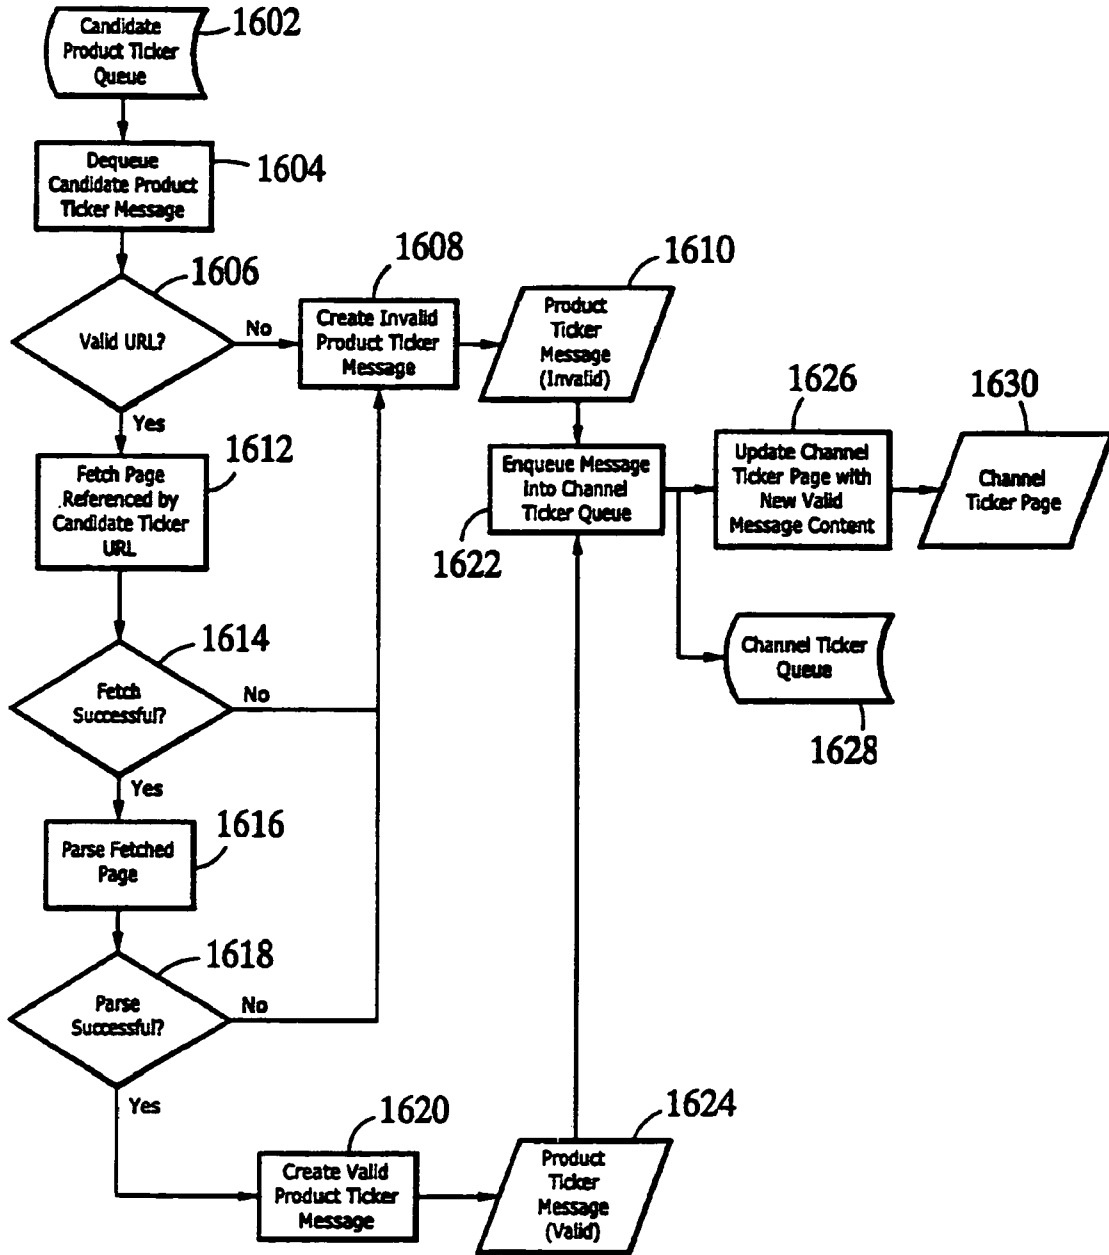 Candidate
Product Ticker
Queue
1602
Dequeue
Candidate Product
Ticker Message
1604
Valid URL?
1606
No
Yes
Create Invalid
Product Ticker
Message
1608
Product
Ticker
Message
(Invalid)
1610
Fetch Page
Referenced by
Candidate Ticker
URL
1612
Enqueue Message
into Channel
Ticker Queue
1622
Update Channel
Ticker Page with
New Valid
Message Content
1626
Channel
Ticker Page
1630
Fetch
Successful?
1614
No
Yes
Channel Ticker
Queue
1628
Parse Fetched
Page
1616
Parse
Successful?
1618
No
Yes
Create Valid
Product Ticker
Message
1620
Product
Ticker
Message
(Valid)
1624